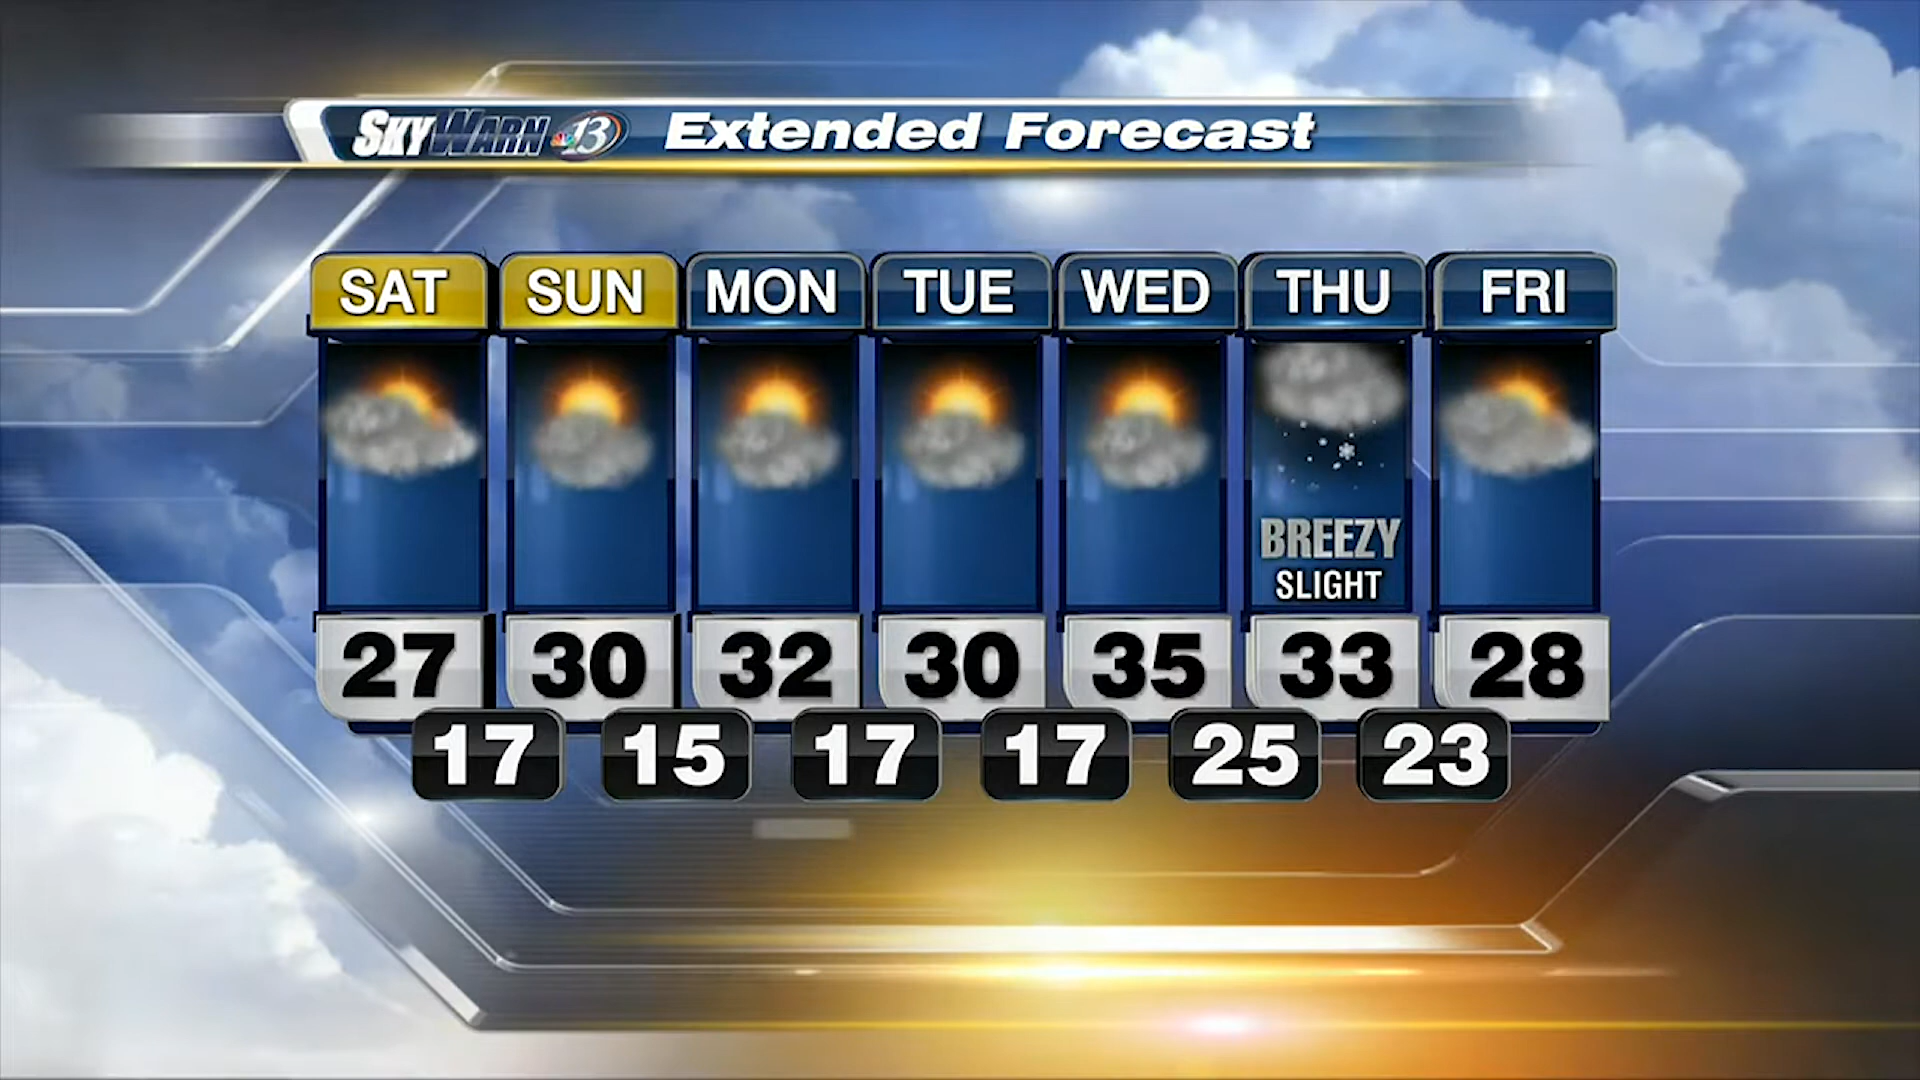 SKYWARN 13 Extended Forecast
SAT SUN MON TUE WED THU FRI
BREEZY
SLIGHT
27 30 32 30 35 33 28
17 15 17 17 25 23